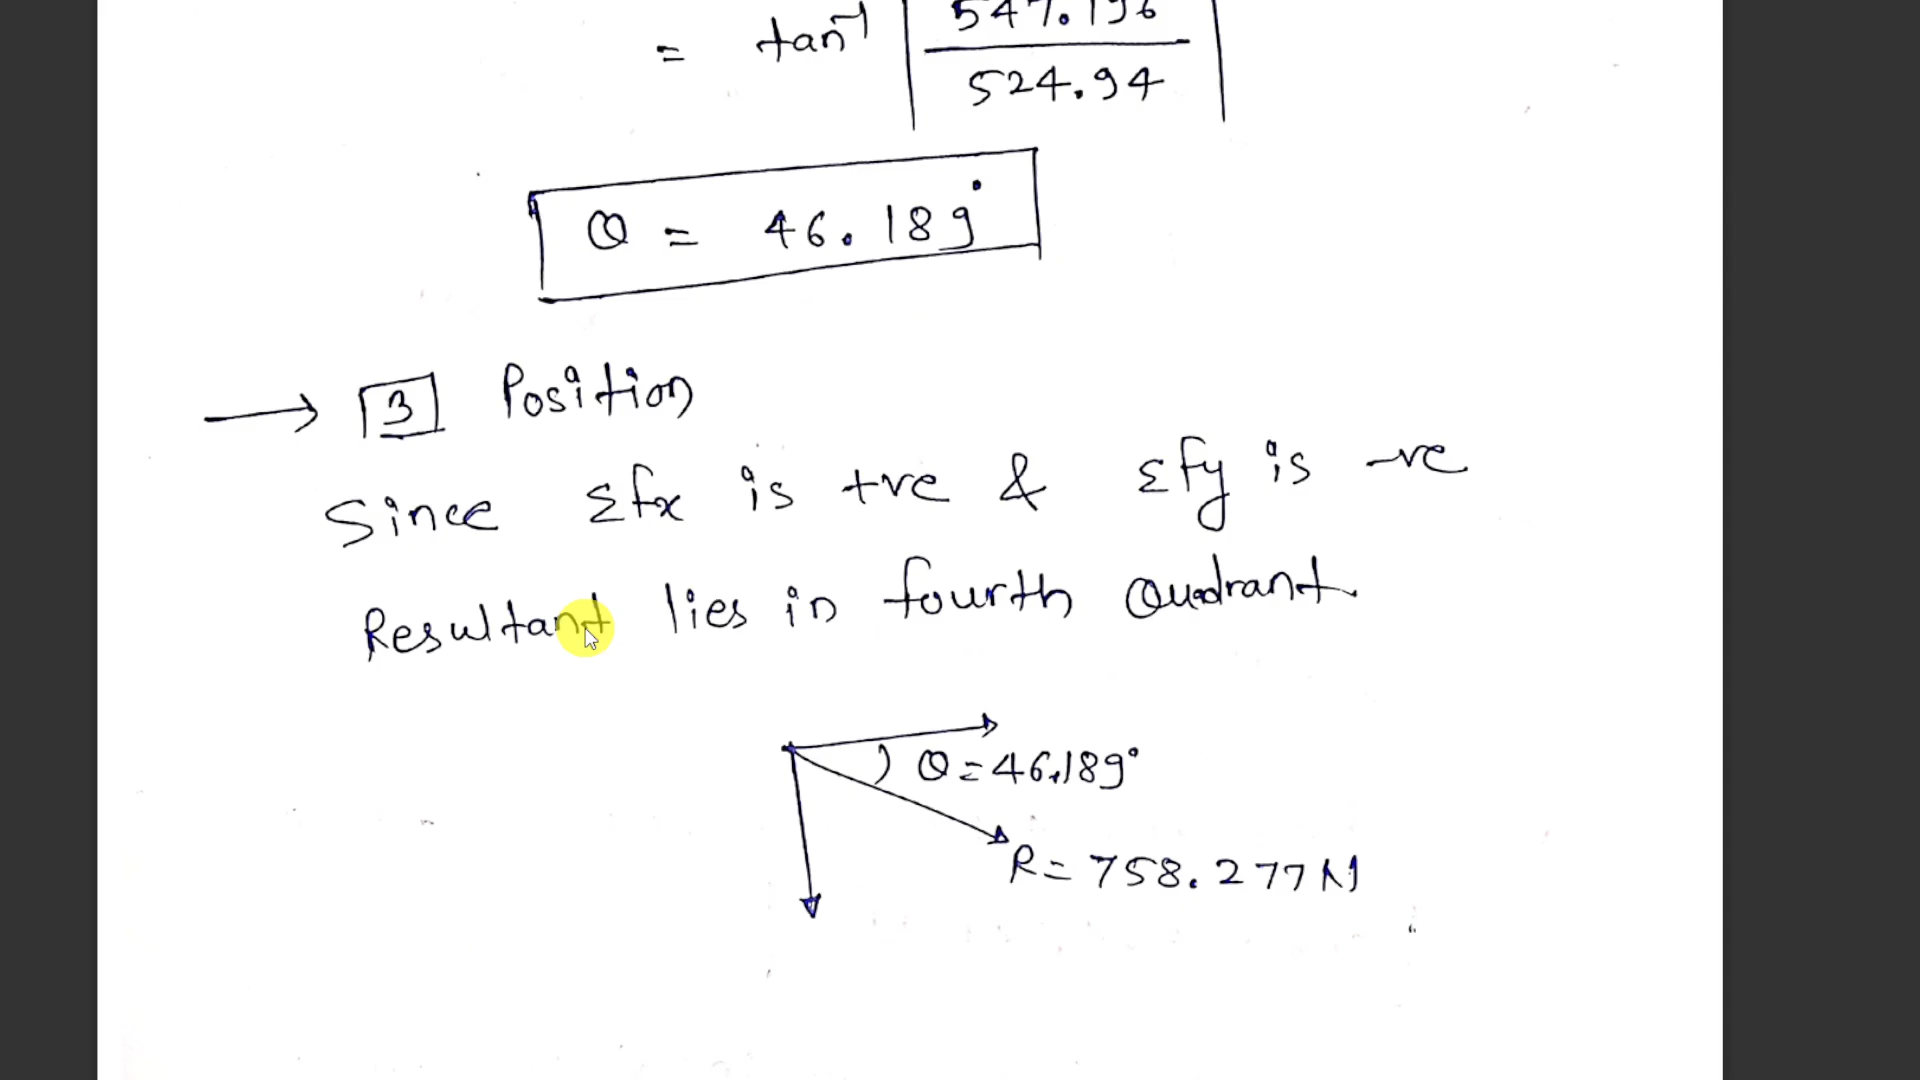 = tan⁻¹ | 547.196 / 524.94 |
θ = 46.189°
→ 3 Position
Since Σfx is +ve & Σfy is -ve
Resultant lies in fourth Quadrant.
θ=46.189°
R= 758.277 N